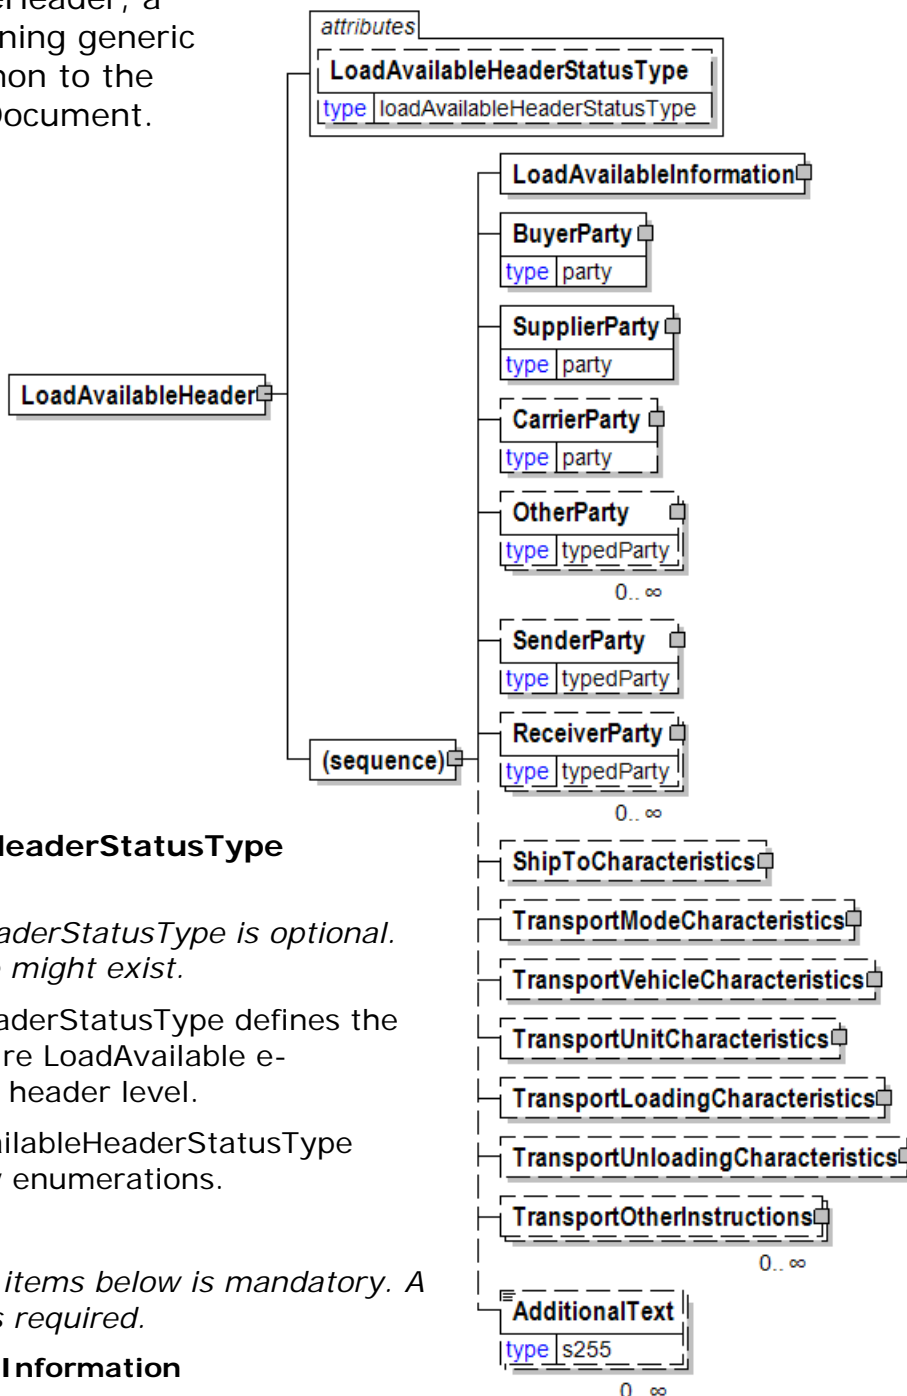 eHeader, a
ning generic
non to the
Document.
attributes
LoadAvailableHeaderStatusType
type loadAvailableHeaderStatusType
LoadAvailableInformation
BuyerParty
type party
SupplierParty
type party
LoadAvailableHeader
CarrierParty
type party
OtherParty
type typedParty
0.. ∞
SenderParty
type typedParty
ReceiverParty
type typedParty
0.. ∞
(sequence)
HeaderStatusType
ShipToCharacteristics
aderStatusType is optional.
might exist.
aderStatusType defines the
re LoadAvailable e-
header level.
ailableHeaderStatusType
y enumerations.
TransportModeCharacteristics
TransportVehicleCharacteristics
TransportUnitCharacteristics
TransportLoadingCharacteristics
TransportUnloadingCharacteristics
TransportOtherInstructions
0.. ∞
items below is mandatory. A
s required.
Information
AdditionalText
type s255
0.. ∞